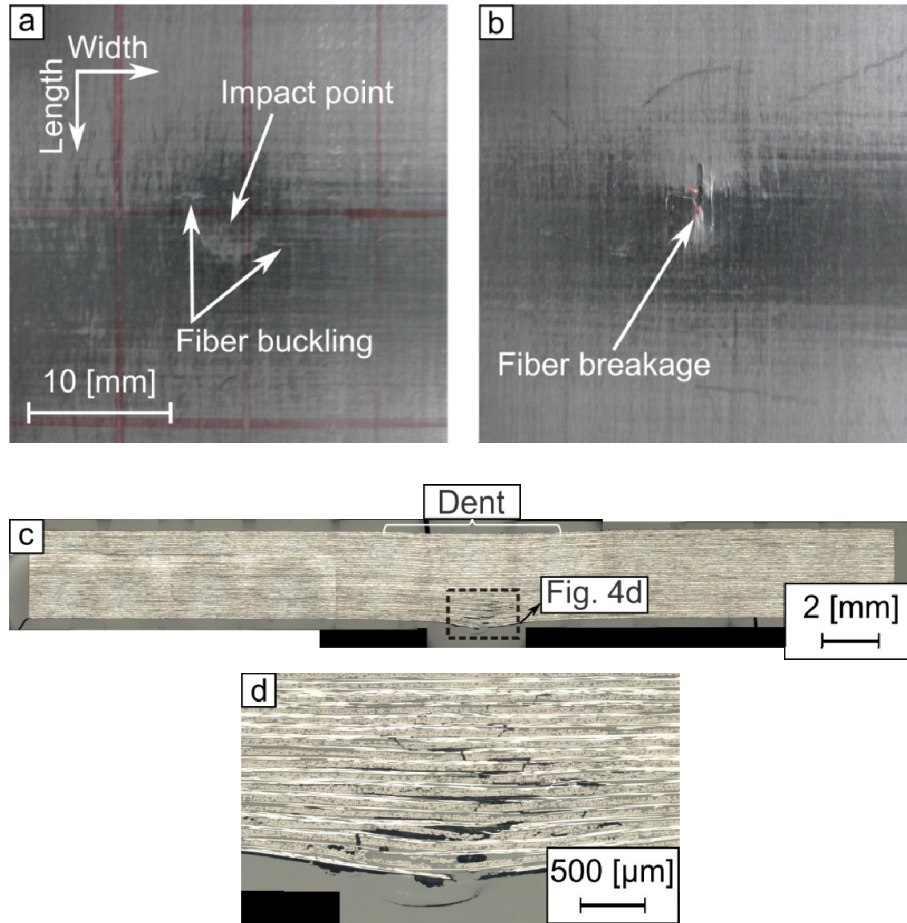 a
Width
Length
Impact point
Fiber buckling
10 [mm]
b
Fiber breakage
c
Dent
Fig. 4d
2 [mm]
d
500 [µm]